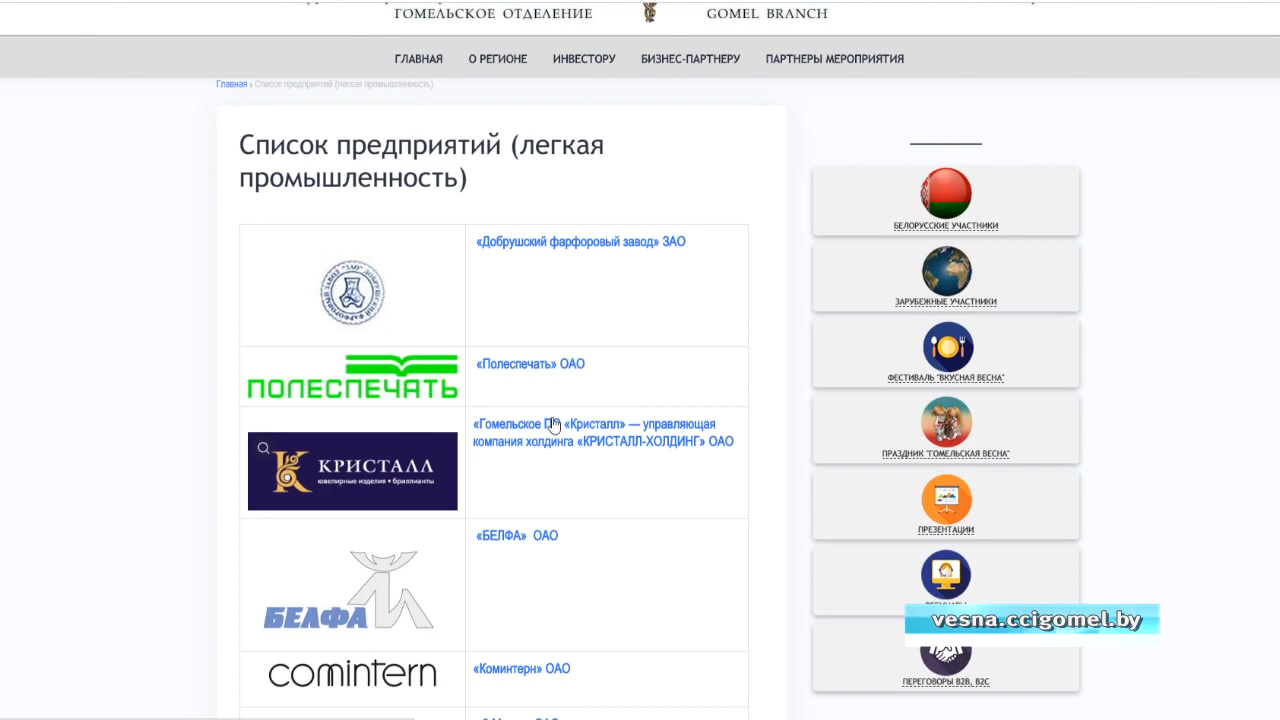 ГОМЕЛЬСКОЕ ОТДЕЛЕНИЕ
GOMEL BRANCH
ГЛАВНАЯ
О РЕГИОНЕ
ИНВЕСТОРУ
БИЗНЕС-ПАРТНЕРУ
ПАРТНЕРЫ МЕРОПРИЯТИЯ
Главная › Список предприятий (легкая промышленность)
Список предприятий (легкая
промышленность)
«Добрушский фарфоровый завод» ЗАО
ПОЛЕСПЕЧАТЬ
«Полеспечать» ОАО
КРИСТАЛЛ
ювелирные изделия • бриллианты
«Гомельское ПО «Кристалл» — управляющая
компания холдинга «КРИСТАЛЛ-ХОЛДИНГ» ОАО
БЕЛФА
«БЕЛФА» ОАО
comintern
«Коминтерн» ОАО
БЕЛОРУССКИЕ УЧАСТНИКИ
ЗАРУБЕЖНЫЕ УЧАСТНИКИ
ФЕСТИВАЛЬ "ВКУСНАЯ ВЕСНА"
ПРАЗДНИК "ГОМЕЛЬСКАЯ ВЕСНА"
ПРЕЗЕНТАЦИИ
vesna.ccigomel.by
ПЕРЕГОВОРЫ B2B, B2C